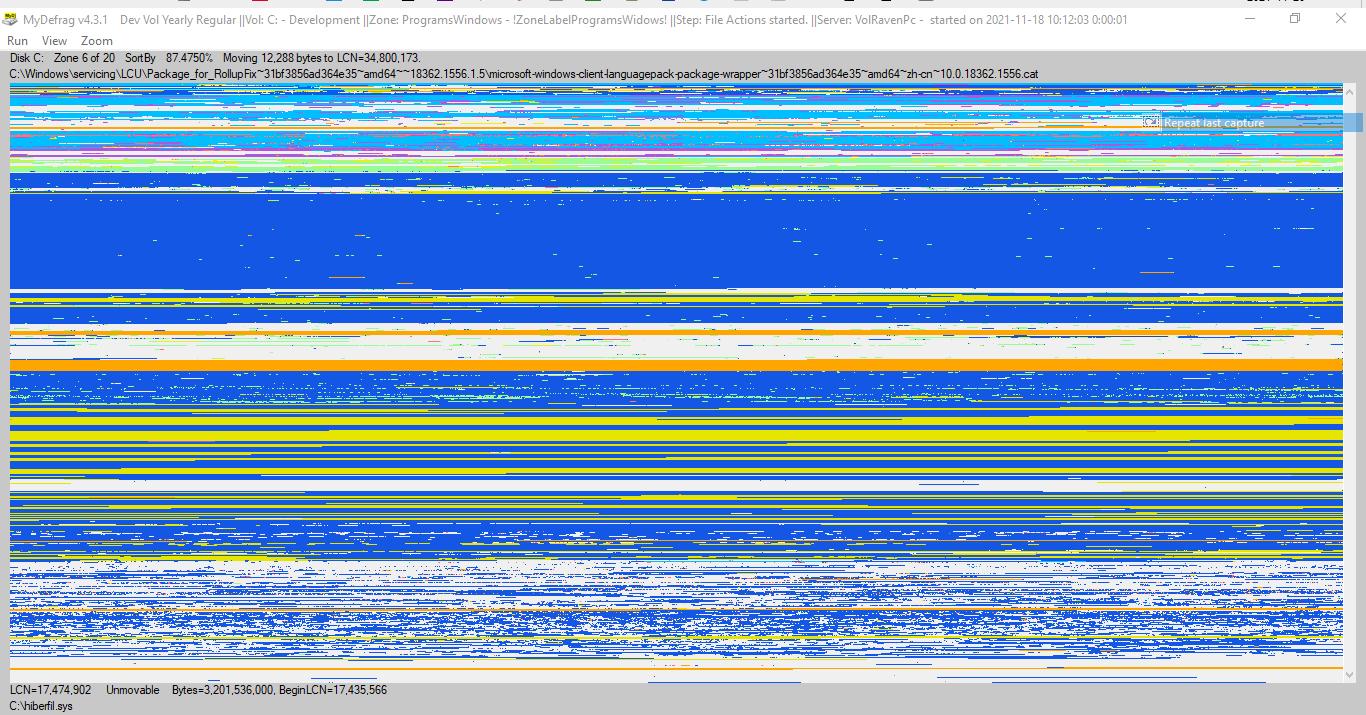 MyDefrag v4.3.1 Dev Vol Yearly Regular ||Vol: C: - Development ||Zone: ProgramsWindows - !ZoneLabelProgramsWidows! ||Step: File Actions started. ||Server: VolRavenPc - started on 2021-11-18 10:12:03 0:00:01
Run View Zoom
Disk C: Zone 6 of 20 SortBy 87.4750% Moving 12,288 bytes to LCN=34,800,173.
C:\Windows\servicing\LCU\Package_for_RollupFix~31bf3856ad364e35~amd64~~18362.1556.1.5\microsoft-windows-client-languagepack-package-wrapper~31bf3856ad364e35~amd64~zh-cn~10.0.18362.1556.cat
Repeat last capture
LCN=17,474,902 Unmovable Bytes=3,201,536,000, BeginLCN=17,435,566
C:\hiberfil.sys